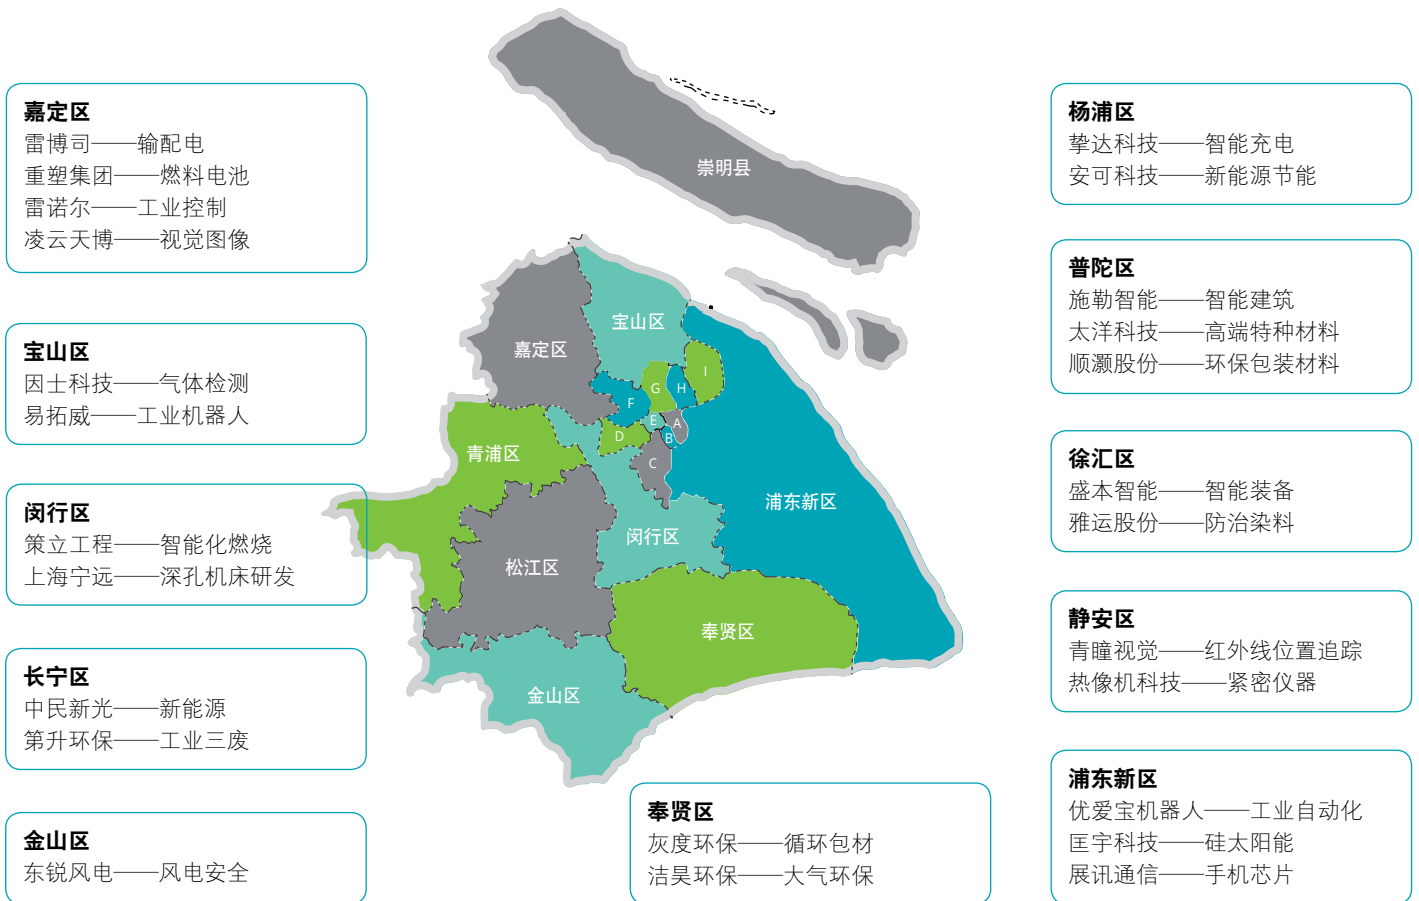 嘉定区
雷博司——输配电
重塑集团——燃料电池
雷诺尔——工业控制
凌云天博——视觉图像
宝山区
因士科技——气体检测
易拓威——工业机器人
闵行区
策立工程——智能化燃烧
上海宁远——深孔机床研发
长宁区
中民新光——新能源
第升环保——工业三废
金山区
东锐风电——风电安全
崇明县
宝山区
嘉定区
I
G
H
F
E
A
D
B
青浦区
C
浦东新区
闵行区
松江区
奉贤区
金山区
奉贤区
灰度环保——循环包材
洁昊环保——大气环保
杨浦区
挚达科技——智能充电
安可科技——新能源节能
普陀区
施勒智能——智能建筑
太洋科技——高端特种材料
顺灏股份——环保包装材料
徐汇区
盛本智能——智能装备
雅运股份——防治染料
静安区
青瞳视觉——红外线位置追踪
热像机科技——紧密仪器
浦东新区
优爱宝机器人——工业自动化
匡宇科技——硅太阳能
展讯通信——手机芯片